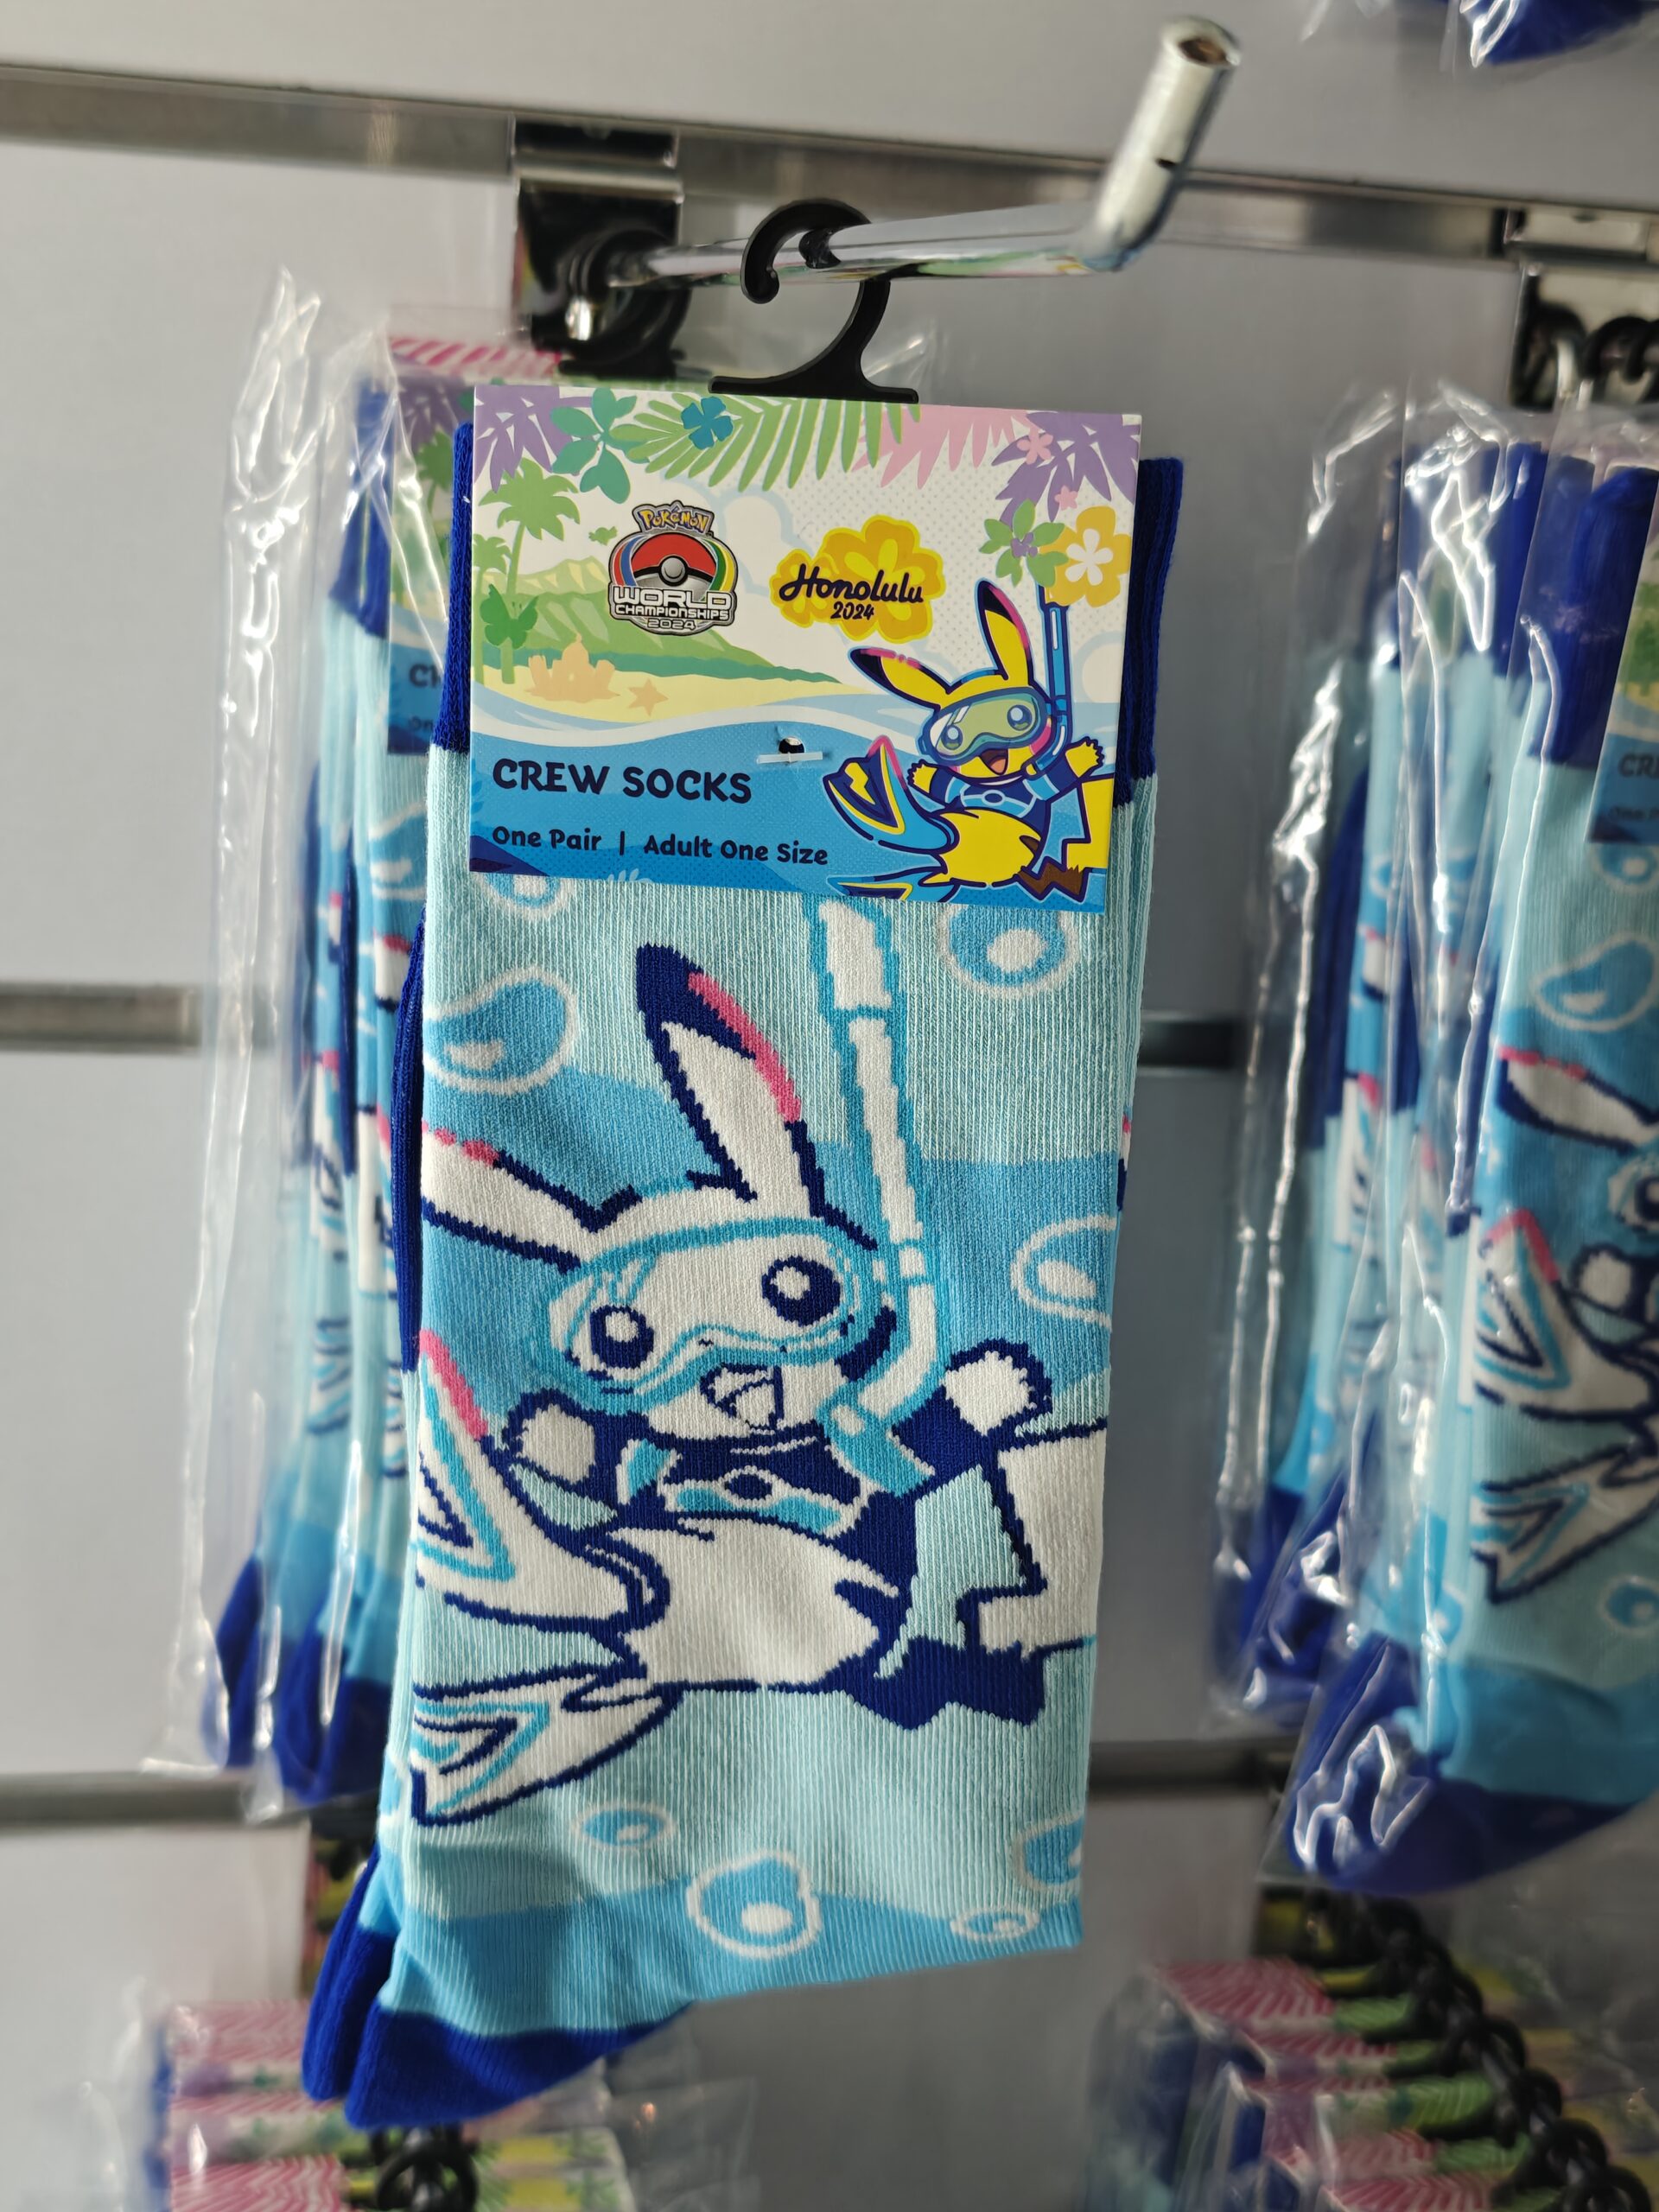 Pokémon
WORLD
CHAMPIONSHIPS
2024
Honolulu
2024
CREW SOCKS
One Pair | Adult One Size